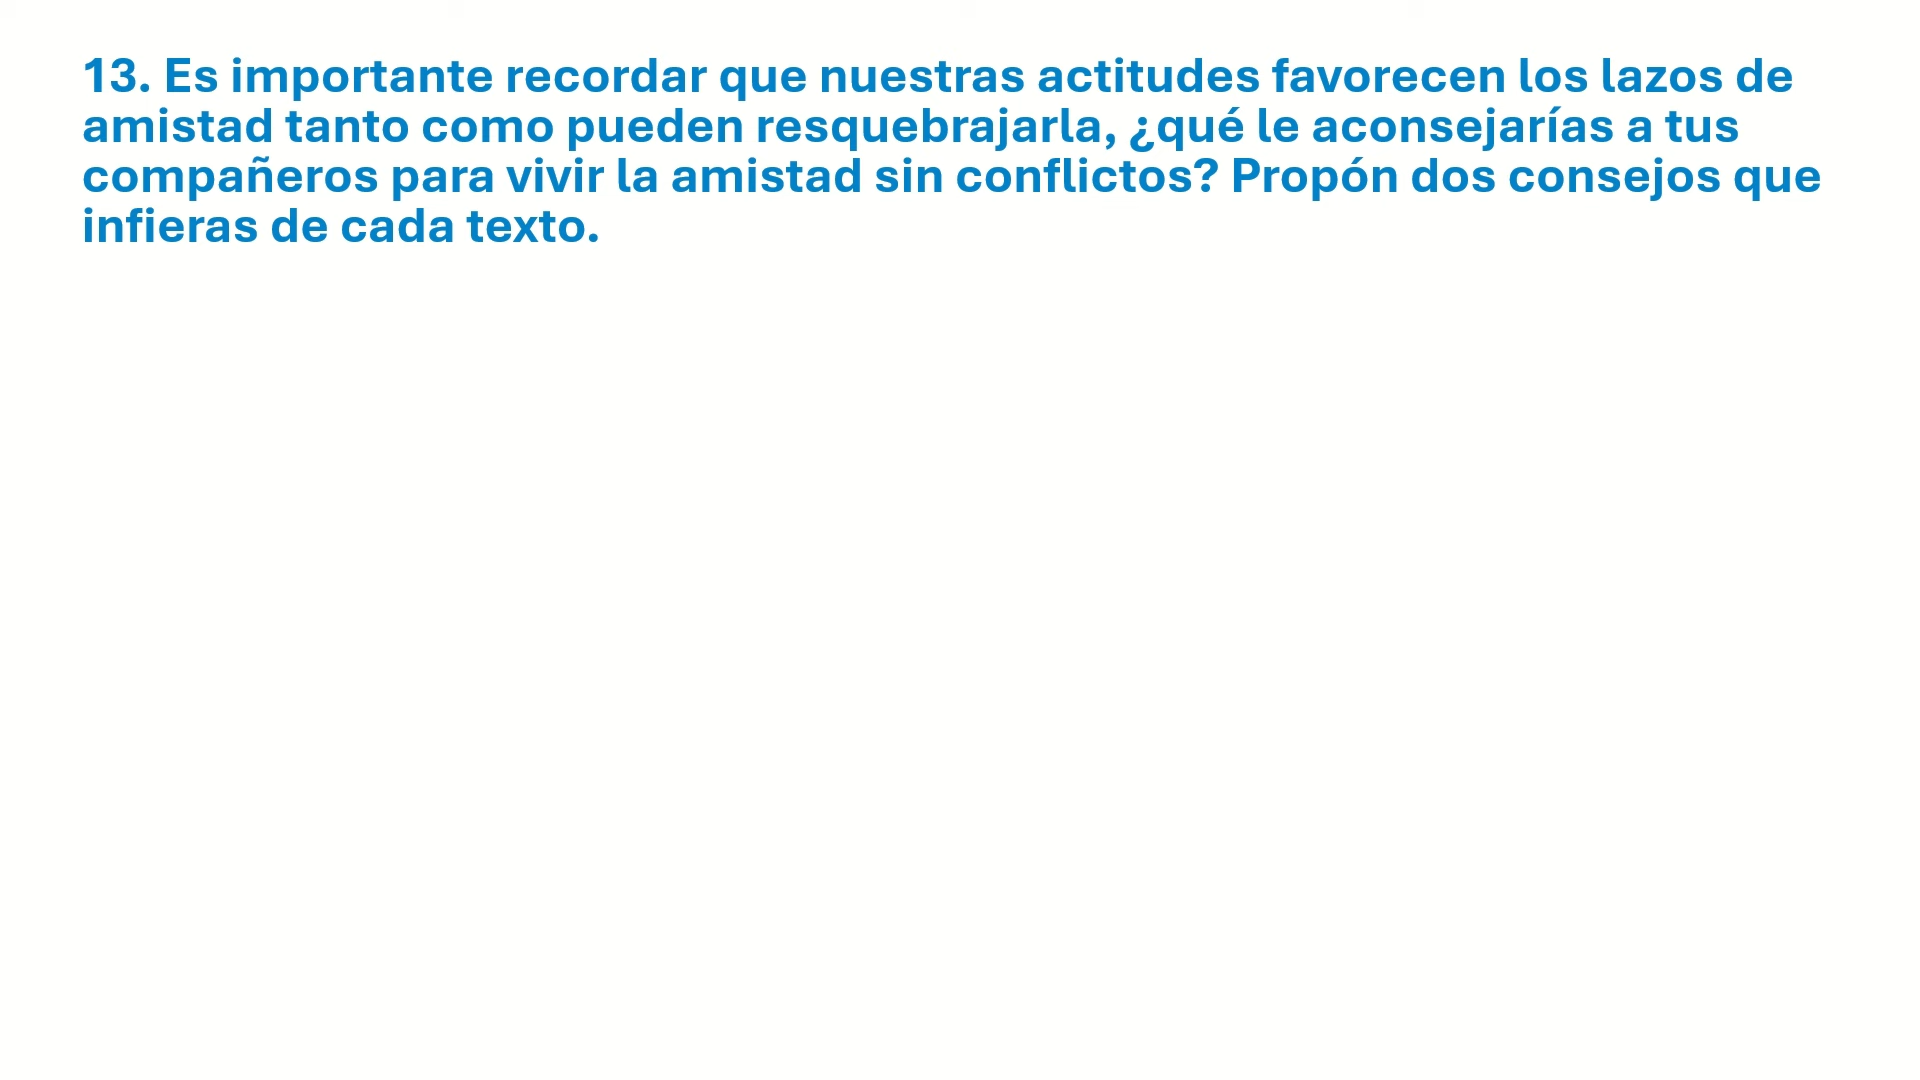 13. Es importante recordar que nuestras actitudes favorecen los lazos de
amistad tanto como pueden resquebrajarla, ¿qué le aconsejarías a tus
compañeros para vivir la amistad sin conflictos? Propón dos consejos que
infieras de cada texto.